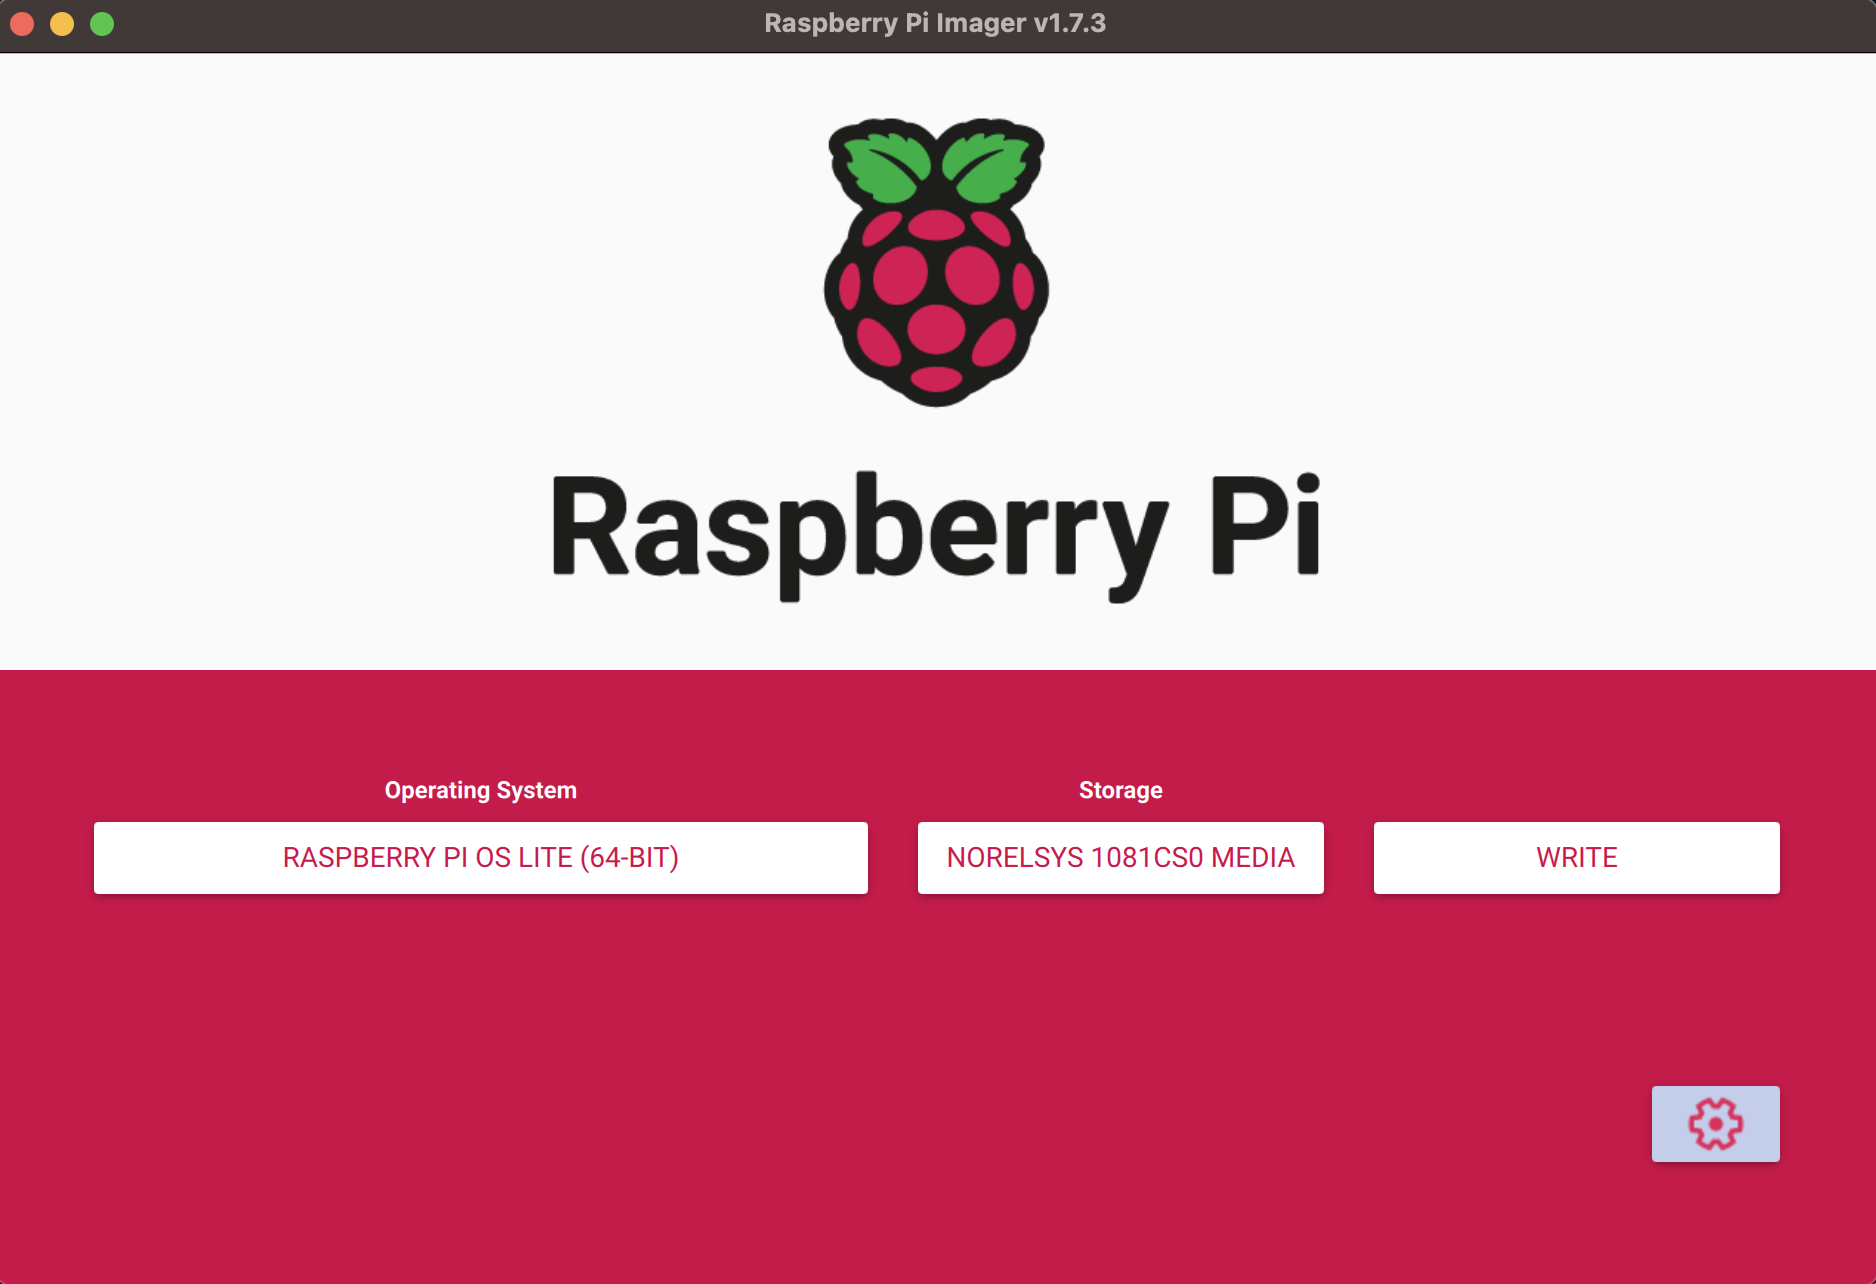 Raspberry Pi Imager v1.7.3
Raspberry Pi
Operating System
Storage
RASPBERRY PI OS LITE (64-BIT)
NORELSYS 1081CS0 MEDIA
WRITE